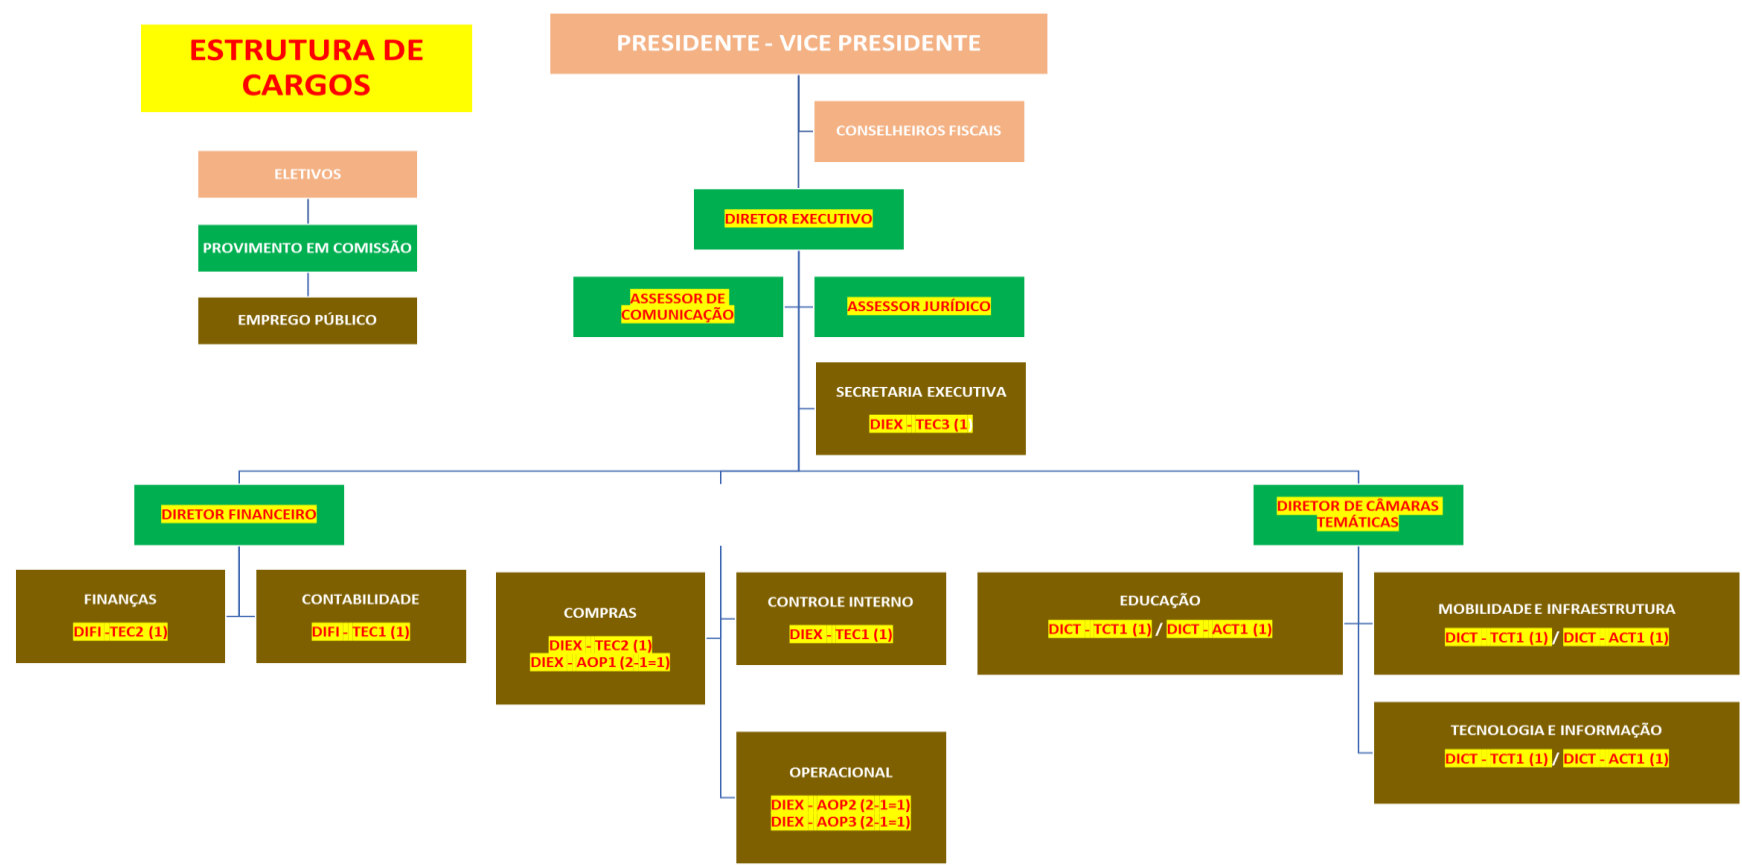 ESTRUTURA DE
CARGOS
PRESIDENTE - VICE PRESIDENTE
CONSELHEIROS FISCAIS
ELETIVOS
PROVIMENTO EM COMISSÃO
EMPREGO PÚBLICO
DIRETOR EXECUTIVO
ASSESSOR DE
COMUNICAÇÃO
ASSESSOR JURÍDICO
SECRETARIA EXECUTIVA
DIEX - TEC3 (1
DIRETOR FINANCEIRO
DIRETOR DE CÂMARAS
TEMÁTICAS
FINANÇAS
DIFI -TEC2 (1)
CONTABILIDADE
DIFI - TEC1 (1)
COMPRAS
DIEX - TEC2 (1)
DIEX - AOP1 (2-1=1)
CONTROLE INTERNO
DIEX - TEC1 (1)
OPERACIONAL
DIEX - AOP2 (2-1=1)
DIEX - AOP3 (2-1=1)
EDUCAÇÃO
DICT - TCT1 (1) / DICT - ACT1 (1)
MOBILIDADE E INFRAESTRUTURA
DICT - TCT1 (1) / DICT - ACT1 (1)
TECNOLOGIA E INFORMAÇÃO
DICT - TCT1 (1) / DICT - ACT1 (1)